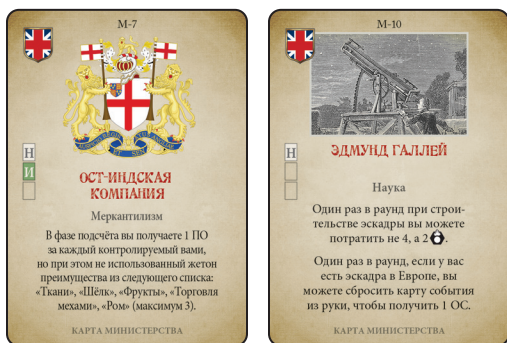 М-7
Н
И
ОСТ-ИНДСКАЯ
КОМПАНИЯ
Меркантилизм
В фазе подсчёта вы получаете 1 ПО
за каждый контролируемый вами,
но при этом не использованный жетон
преимущества из следующего списка:
«Ткани», «Шёлк», «Фрукты», «Торговля
мехами», «Ром» (максимум 3).
КАРТА МИНИСТЕРСТВА
М-10
Н
ЭДМУНД ГАЛЛЕЙ
Наука
Один раз в раунд при строи-
тельстве эскадры вы можете
потратить не 4, а 2.
Один раз в раунд, если у вас
есть эскадра в Европе, вы
можете сбросить карту события
из руки, чтобы получить 1 ОС.
КАРТА МИНИСТЕРСТВА